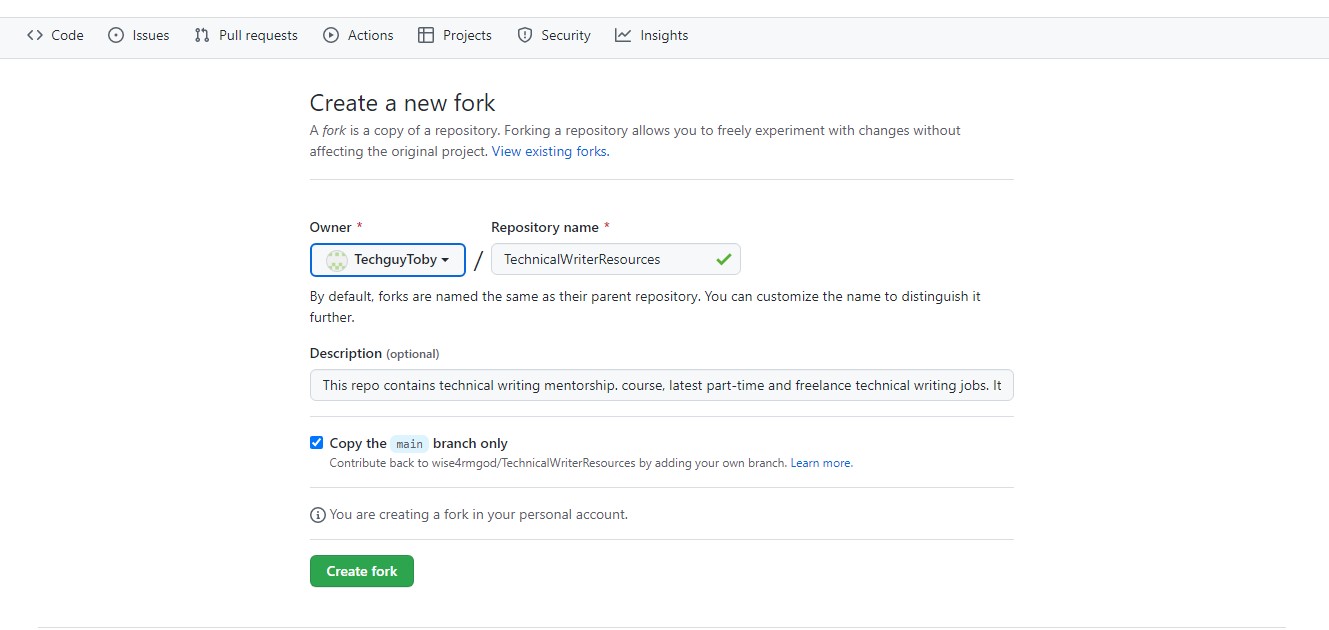 Code Issues Pull requests Actions Projects Security Insights
Create a new fork
A fork is a copy of a repository. Forking a repository allows you to freely experiment with changes without
affecting the original project. View existing forks.
Owner * Repository name *
TechguyToby / TechnicalWriterResources
By default, forks are named the same as their parent repository. You can customize the name to distinguish it
further.
Description (optional)
This repo contains technical writing mentorship. course, latest part-time and freelance technical writing jobs. It
Copy the main branch only
Contribute back to wise4rmgod/TechnicalWriterResources by adding your own branch. Learn more.
You are creating a fork in your personal account.
Create fork